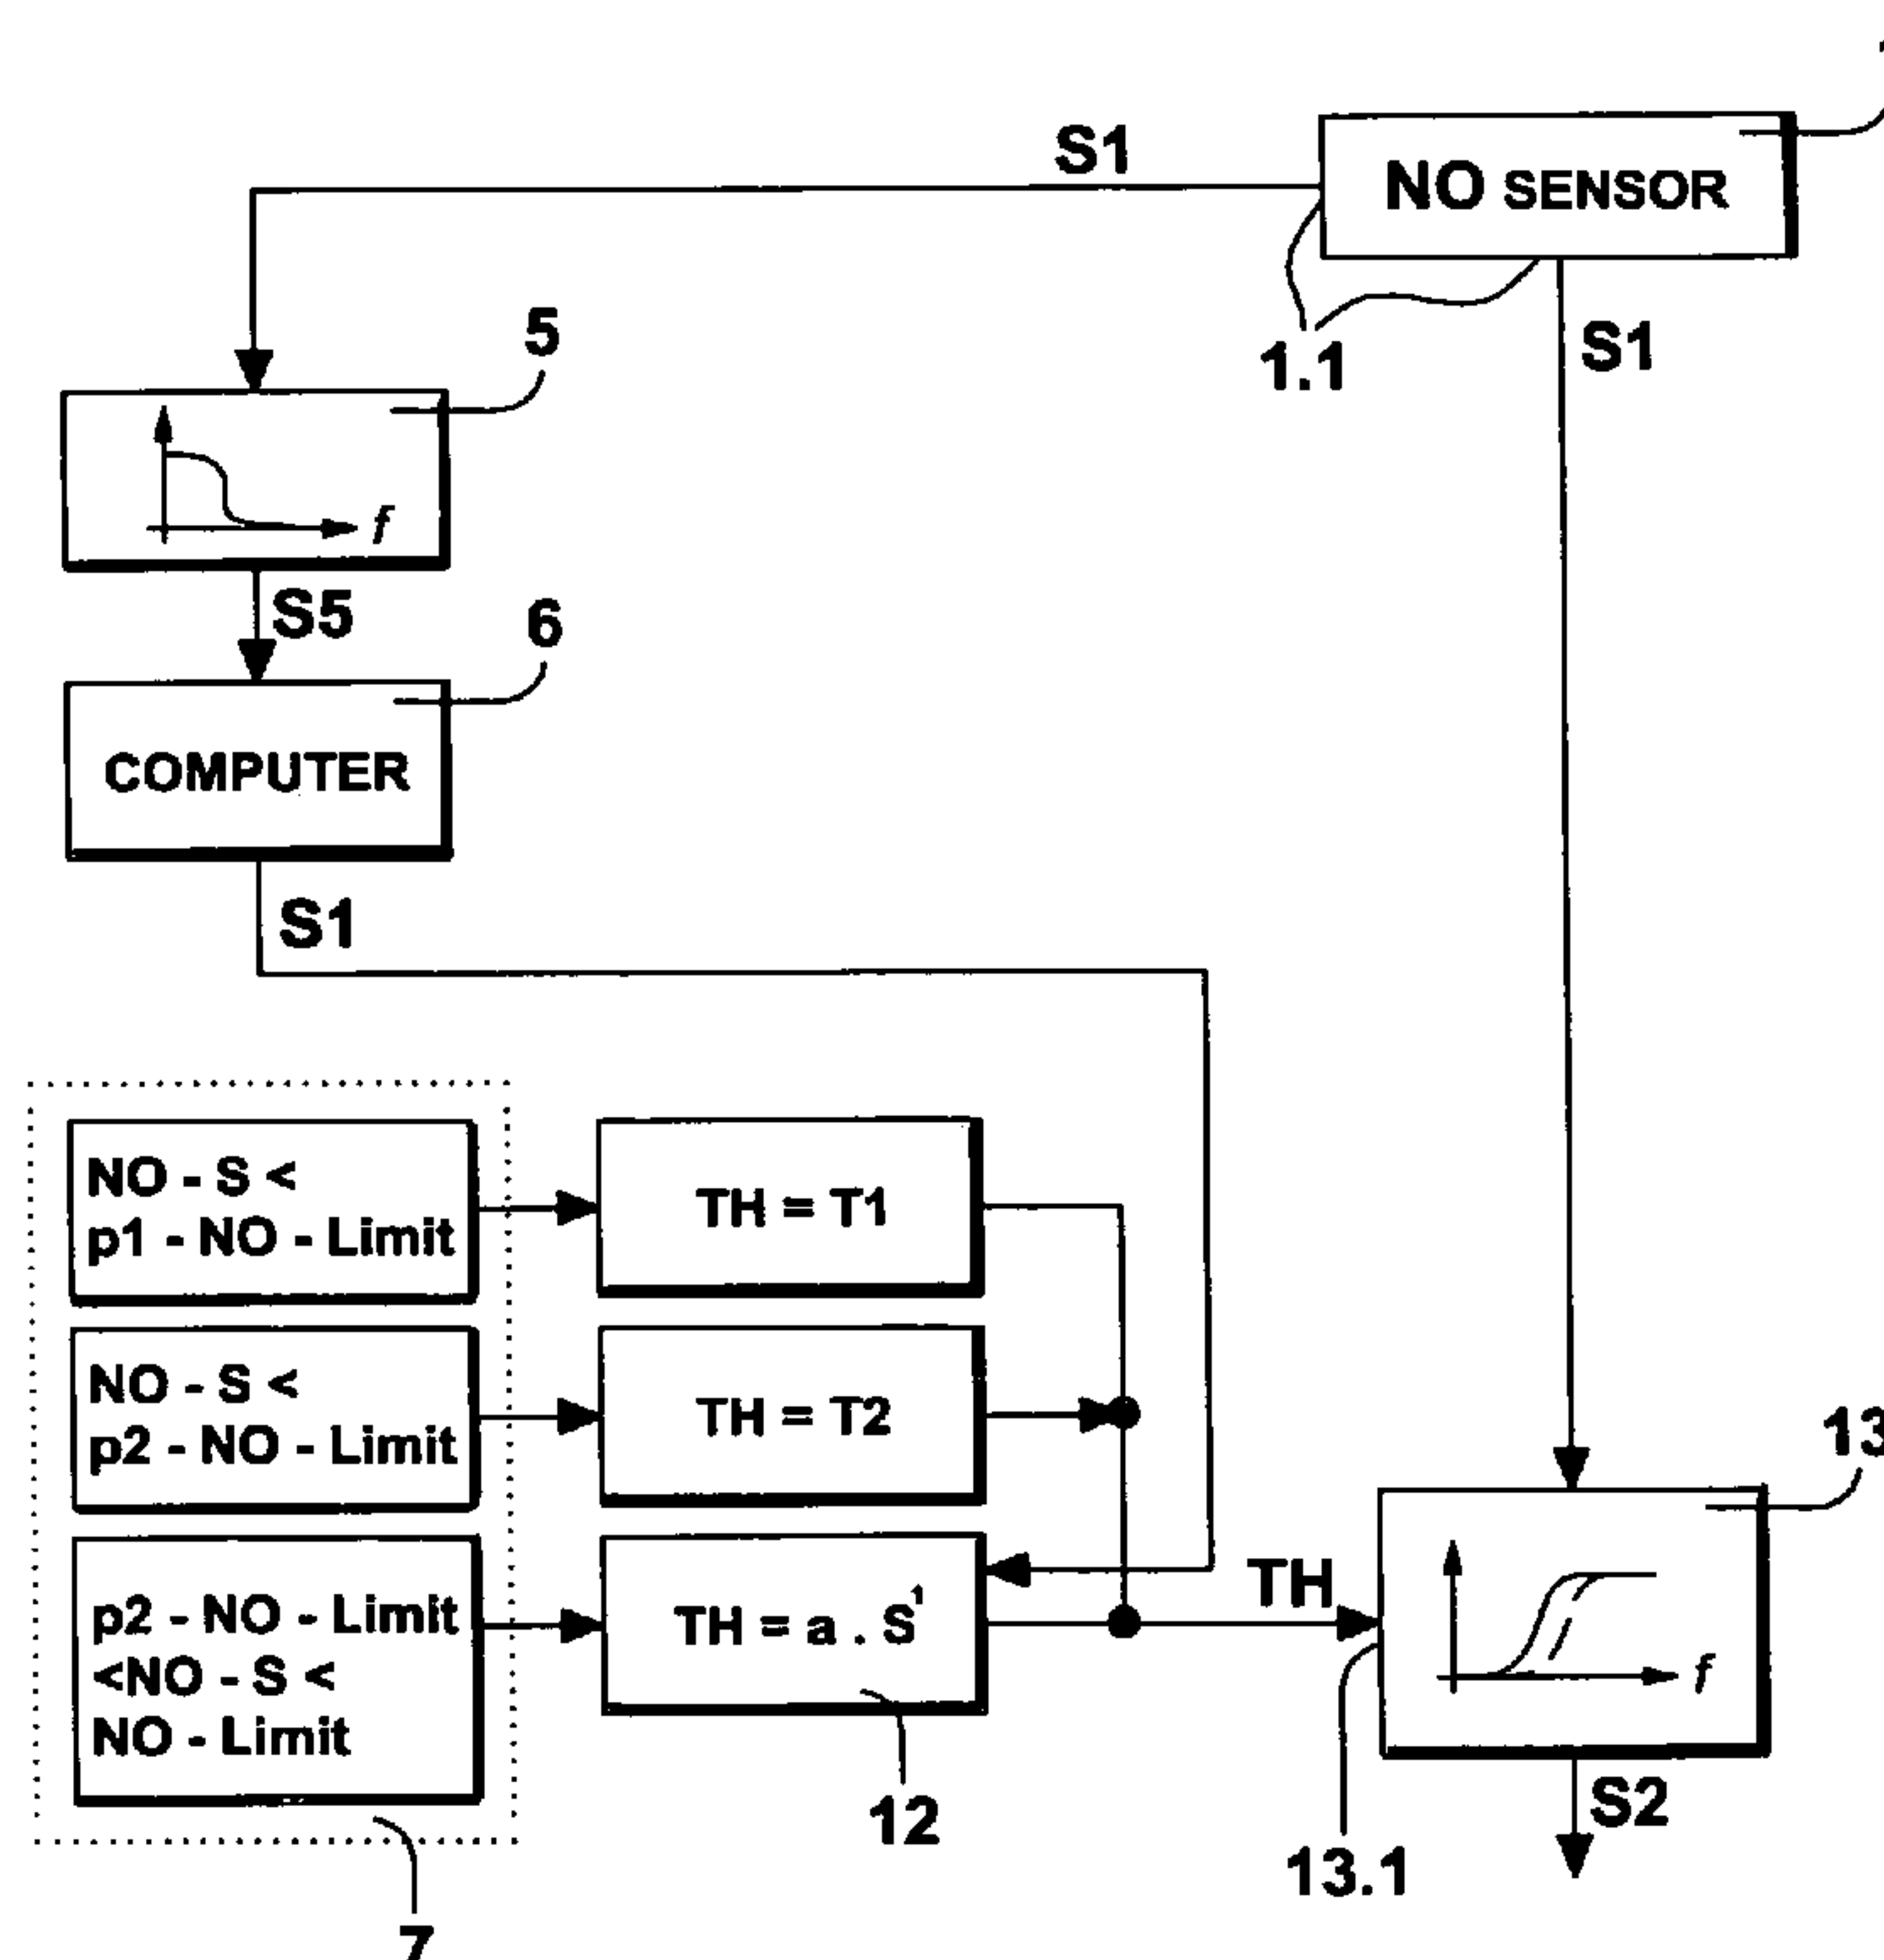 S1
NO SENSOR
1.1
S1
5
f
S5
6
COMPUTER
S1
NO - S <
p1 - NO - Limit
TH = T1
NO - S <
p2 - NO - Limit
TH = T2
13
p2 - NO - Limit
<NO - S <
NO - Limit
TH = a . S'
TH
f
12
13.1
S2
7